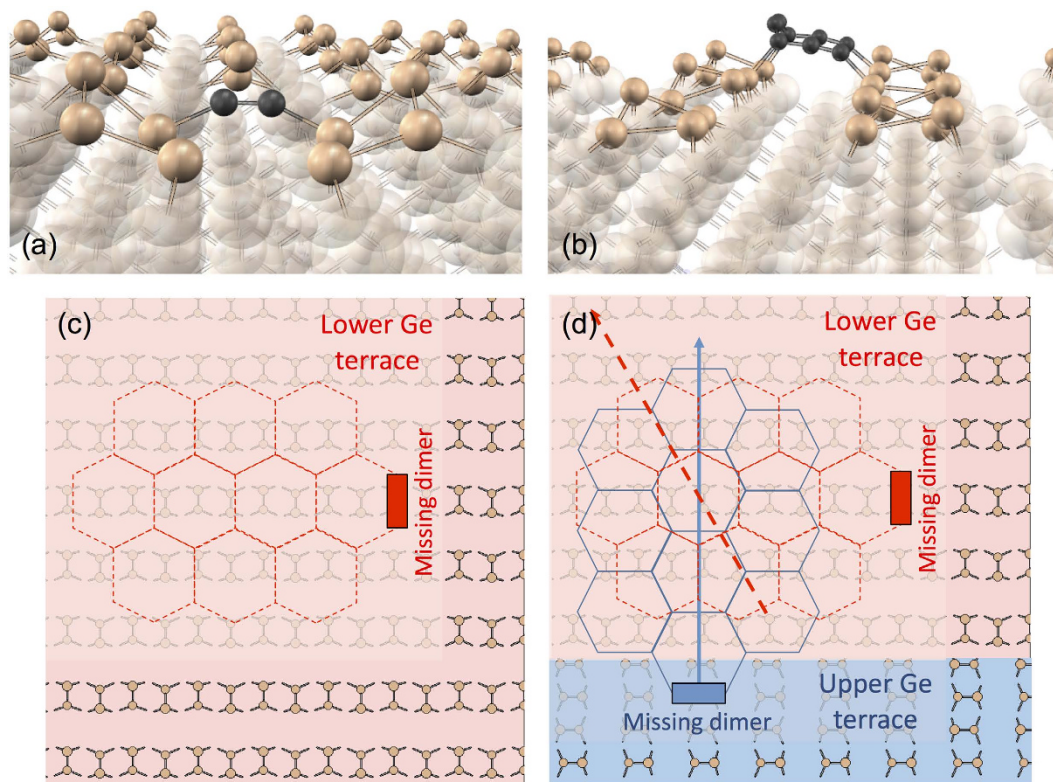 (a)
(b)
(c)
Lower Ge
terrace
Missing dimer
(d)
Lower Ge
terrace
Missing dimer
Upper Ge
terrace
Missing dimer